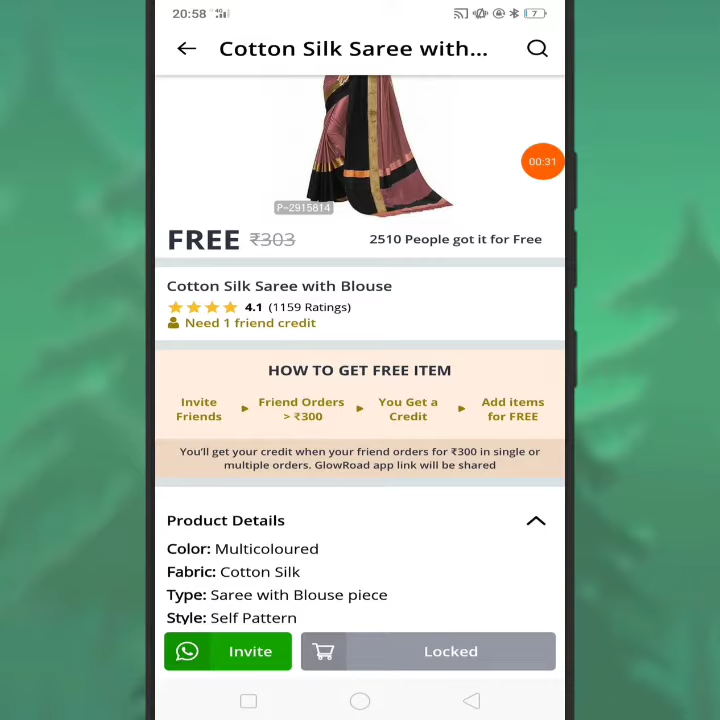 20:58 4G 7
Cotton Silk Saree with...
00:31
P-2915814
FREE ₹303 2510 People got it for Free
Cotton Silk Saree with Blouse
4.1 (1159 Ratings)
Need 1 friend credit
HOW TO GET FREE ITEM
Invite Friend Orders You Get a Add items
Friends > ₹300 Credit for FREE
You'll get your credit when your friend orders for ₹300 in single or
multiple orders. GlowRoad app link will be shared
Product Details
Color: Multicoloured
Fabric: Cotton Silk
Type: Saree with Blouse piece
Style: Self Pattern
Invite Locked